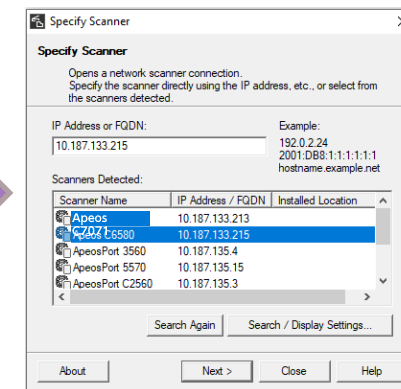 Specify Scanner
Specify Scanner
Opens a network scanner connection.
Specify the scanner directly using the IP address, etc., or select from
the scanners detected.
IP Address or FQDN:
Example:
10.187.133.215
192.0.2.24
2001:DB8:1:1:1:1:1:1
hostname.example.net
Scanners Detected:
Scanner Name IP Address / FQDN Installed Location
Apeos 10.187.133.213
C7071
Apeos C6580 10.187.133.215
ApeosPort 3560 10.187.135.4
ApeosPort 5570 10.187.135.15
ApeosPort C2560 10.187.135.3
Search Again Search / Display Settings...
About Next > Close Help